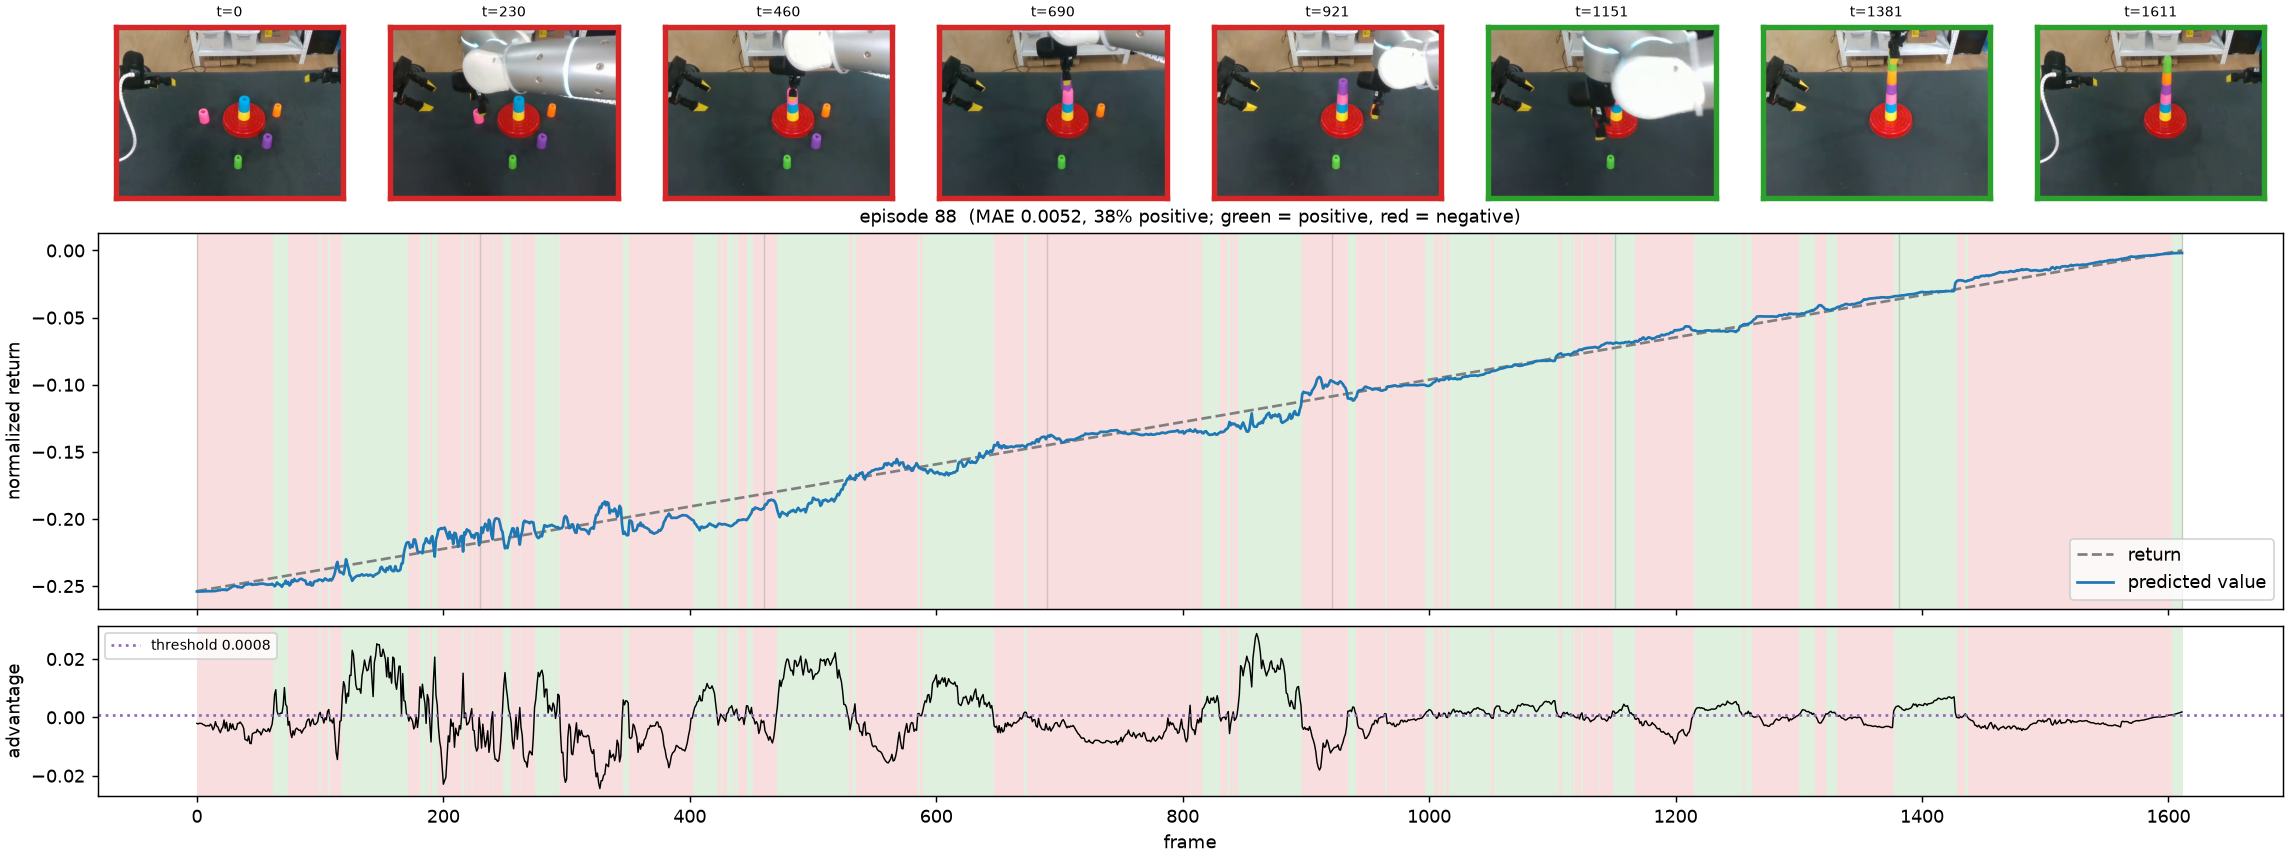 t=0
t=230
t=460
t=690
t=921
t=1151
t=1381
t=1611
episode 88  (MAE 0.0052, 38% positive; green = positive, red = negative)
normalized return
0.00
−0.05
−0.10
−0.15
−0.20
−0.25
return
predicted value
advantage
0.02
0.00
−0.02
threshold 0.0008
0
200
400
600
800
1000
1200
1400
1600
frame